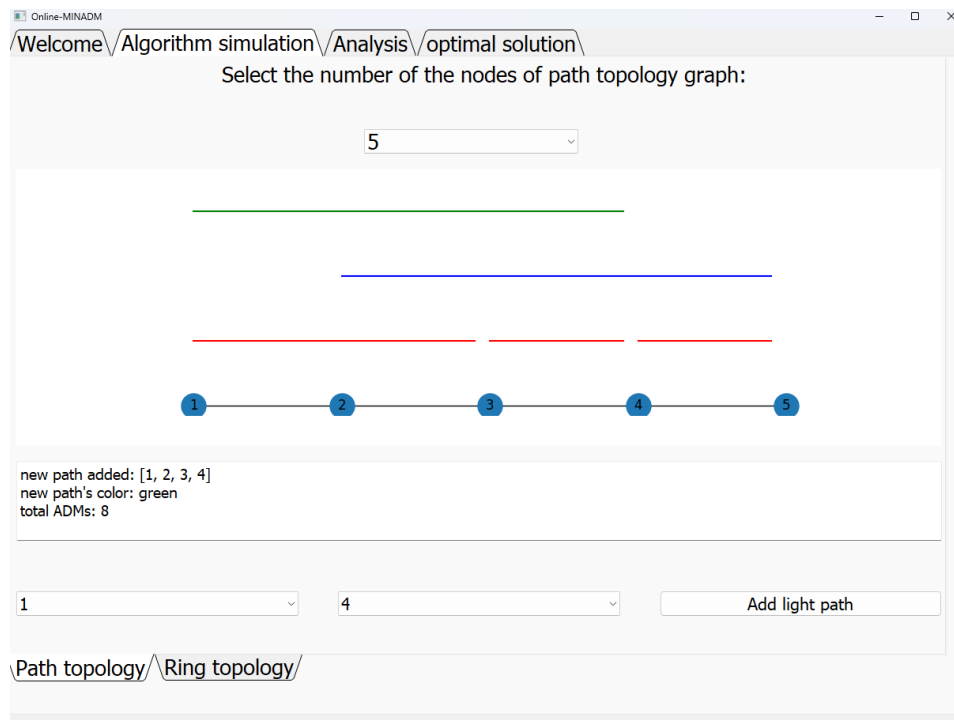 Online-MINADM
Welcome Algorithm simulation Analysis optimal solution
Select the number of the nodes of path topology graph:
5
1 2 3 4 5
new path added: [1, 2, 3, 4]
new path's color: green
total ADMs: 8
1 4 Add light path
Path topology Ring topology